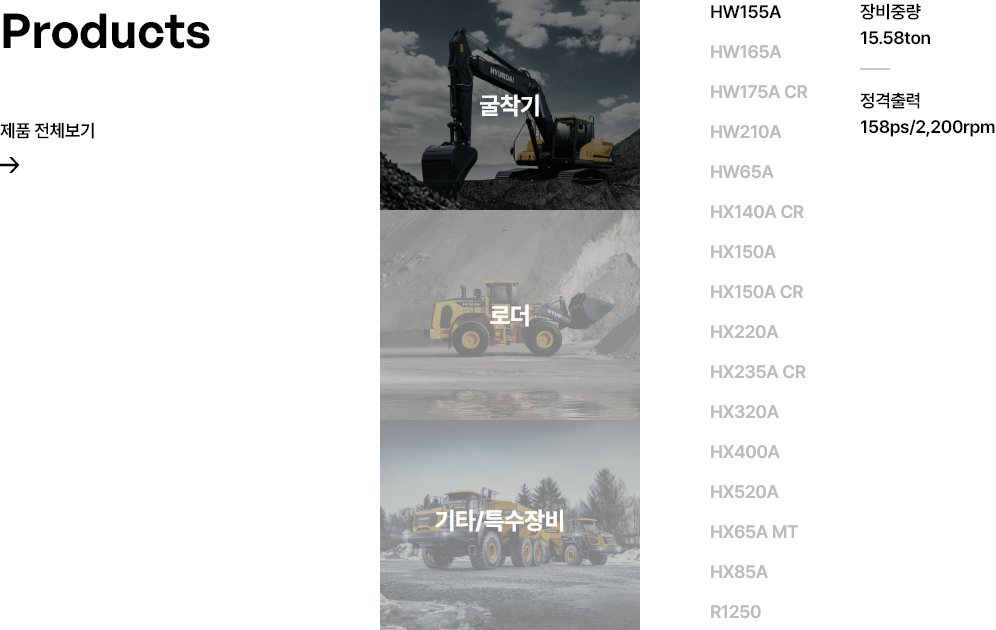 Products
제품 전체보기
HYUNDAI
굴착기
로더
기타/특수장비
HW155A
HW165A
HW175A CR
HW210A
HW65A
HX140A CR
HX150A
HX150A CR
HX220A
HX235A CR
HX320A
HX400A
HX520A
HX65A MT
HX85A
R1250
장비중량
15.58ton
정격출력
158ps/2,200rpm